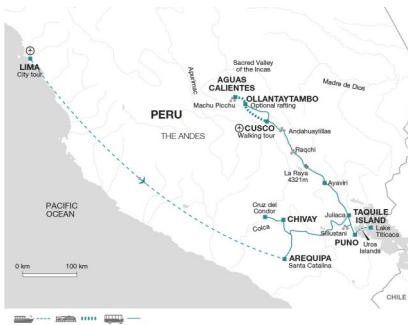 LIMA
City tour
Sacred Valley
of the Incas
Apurimac
Madre de Dios
AGUAS
CALIENTES
OLLANTAYTAMBO
Optional rafting
Machu Picchu
PERU
CUSCO
Walking tour
Andahuaylillas
THE ANDES
Raqchi
La Raya
4321m
Ayaviri
PACIFIC
OCEAN
Cruz del
Condor
Colca
CHIVAY
Juliaca
TAQUILE
ISLAND
Sillustani
Lake
Titicaca
PUNO
Uros
Islands
AREQUIPA
Santa Catalina
0 km
100 km
CHILE